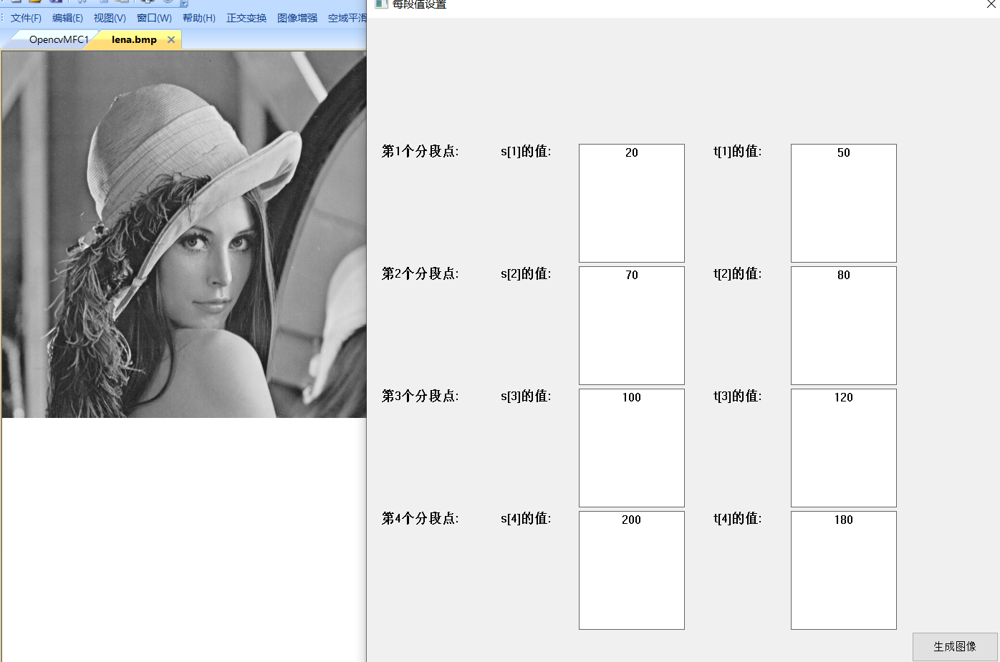 每段值设置
文件(F) 编辑(E) 视图(V) 窗口(W) 帮助(H) 正交变换 图像增强 空域平滑
OpencvMFC1 lena.bmp
第1个分段点: s[1]的值: 20 t[1]的值: 50
第2个分段点: s[2]的值: 70 t[2]的值: 80
第3个分段点: s[3]的值: 100 t[3]的值: 120
第4个分段点: s[4]的值: 200 t[4]的值: 180
生成图像